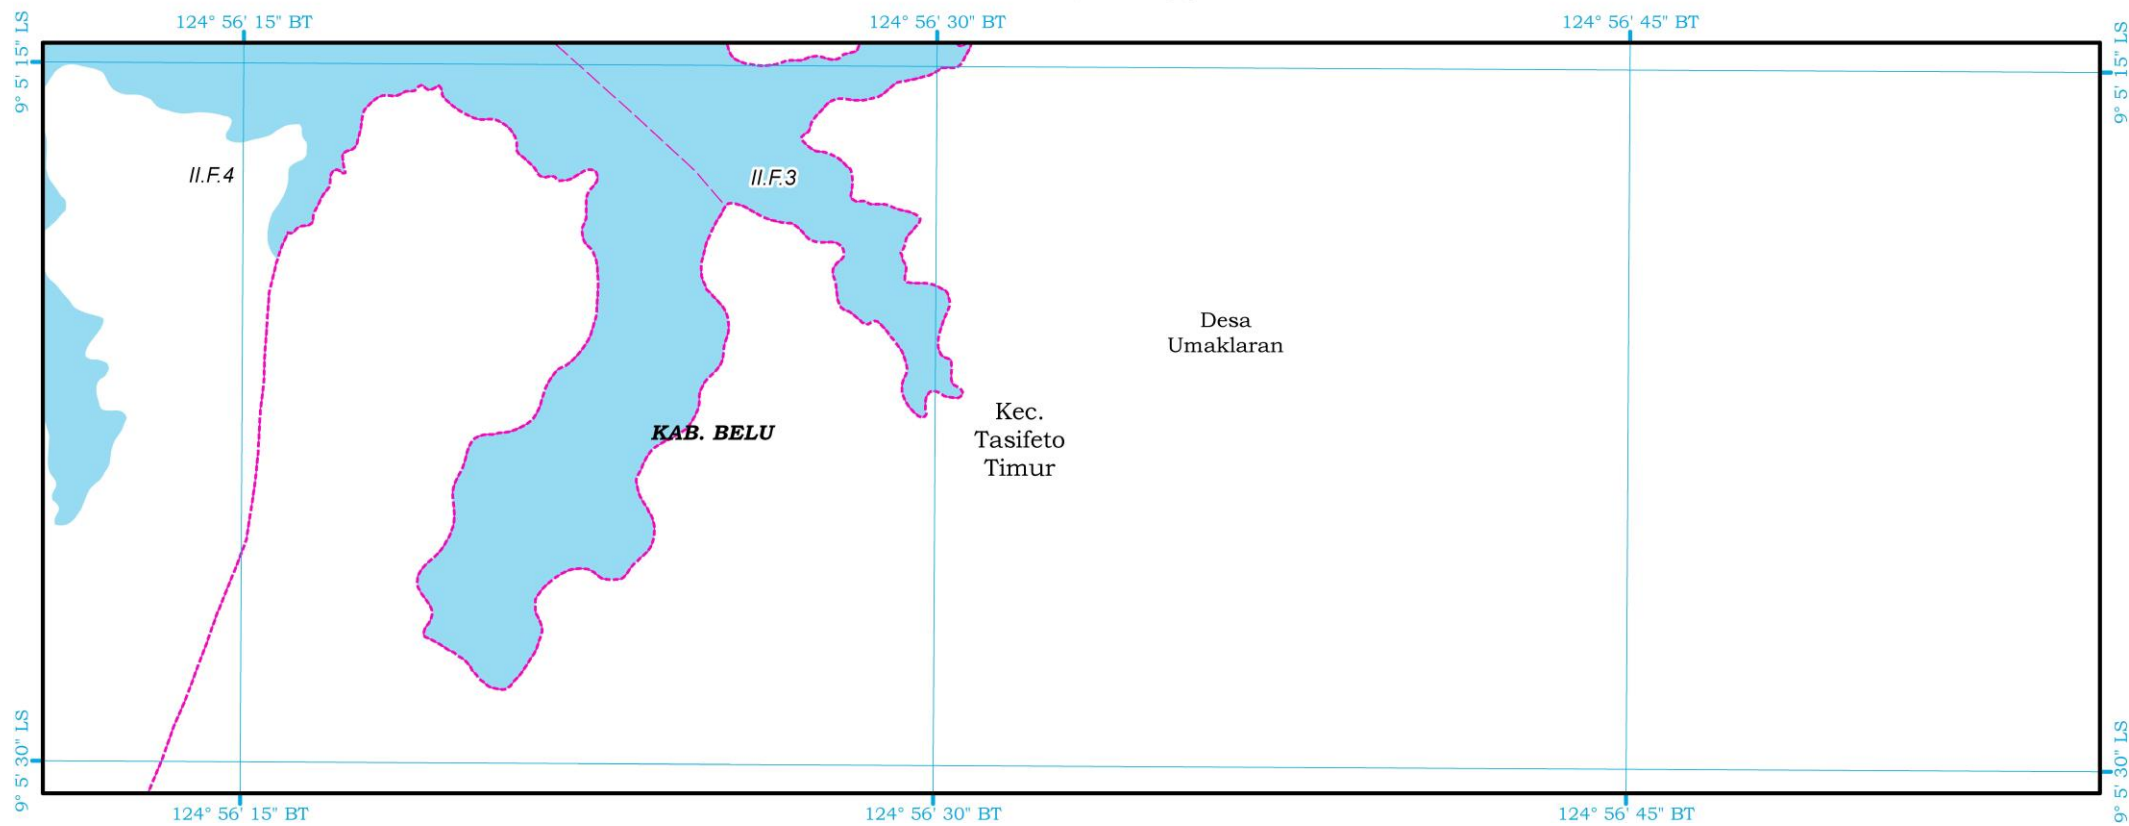 124° 56' 15" BT
124° 56' 30" BT
124° 56' 45" BT
9° 5' 15" LS
9° 5' 15" LS
II.F.4
II.F.3
Desa
Umaklaran
KAB. BELU
Kec.
Tasifeto
Timur
9° 5' 30" LS
9° 5' 30" LS
124° 56' 15" BT
124° 56' 30" BT
124° 56' 45" BT